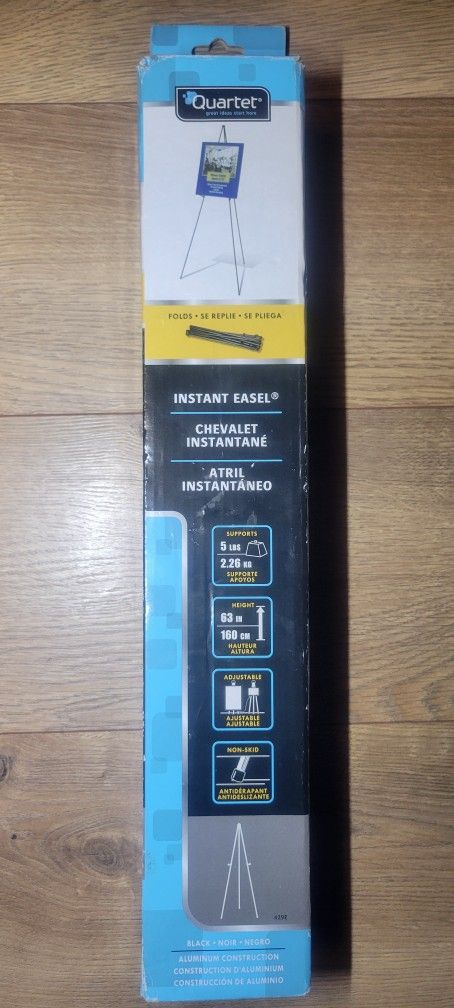 Quartet®
great ideas start here
FOLDS • SE REPLIE • SE PLIEGA
INSTANT EASEL®
CHEVALET
INSTANTANÉ
ATRIL
INSTANTÁNEO
SUPPORTS
5 LBS
2.26 KG
SUPPORTE
APOYOS
HEIGHT
63 IN
160 CM
HAUTEUR
ALTURA
ADJUSTABLE
AJUSTABLE
AJUSTABLE
NON-SKID
ANTIDÉRAPANT
ANTIDESLIZANTE
BLACK • NOIR • NEGRO
ALUMINUM CONSTRUCTION
CONSTRUCTION D'ALUMINIUM
CONSTRUCCIÓN DE ALUMINIO